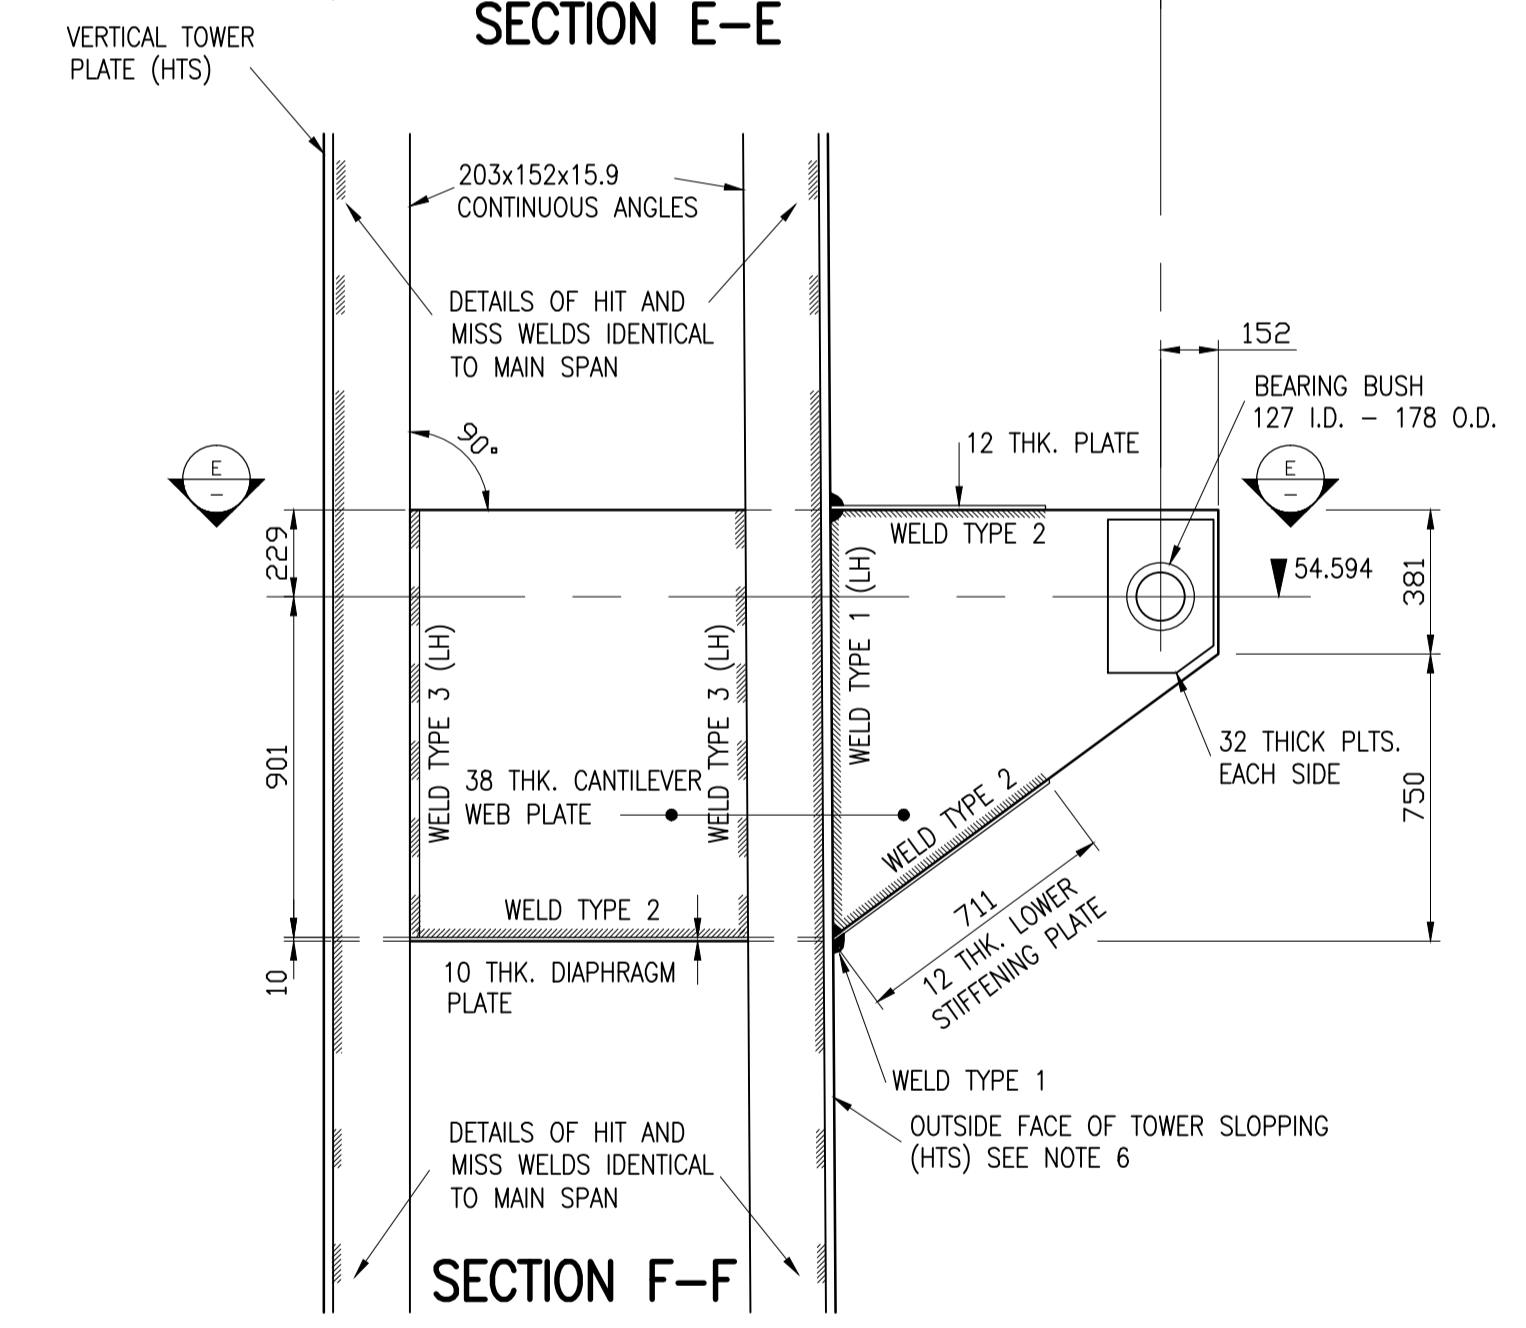 SECTION E–E
VERTICAL TOWER
PLATE (HTS)
203x152x15.9
CONTINUOUS ANGLES
DETAILS OF HIT AND
MISS WELDS IDENTICAL
TO MAIN SPAN
152
BEARING BUSH
127 I.D. – 178 O.D.
90°
12 THK. PLATE
E
–
E
–
WELD TYPE 2
229
54.594
381
WELD TYPE 1 (LH)
WELD TYPE 3 (LH)
WELD TYPE 3 (LH)
901
38 THK. CANTILEVER
WEB PLATE
32 THICK PLTS.
EACH SIDE
750
WELD TYPE 2
WELD TYPE 2
711
12 THK. LOWER
STIFFENING PLATE
10
10 THK. DIAPHRAGM
PLATE
WELD TYPE 1
OUTSIDE FACE OF TOWER SLOPPING
(HTS) SEE NOTE 6
DETAILS OF HIT AND
MISS WELDS IDENTICAL
TO MAIN SPAN
SECTION F–F